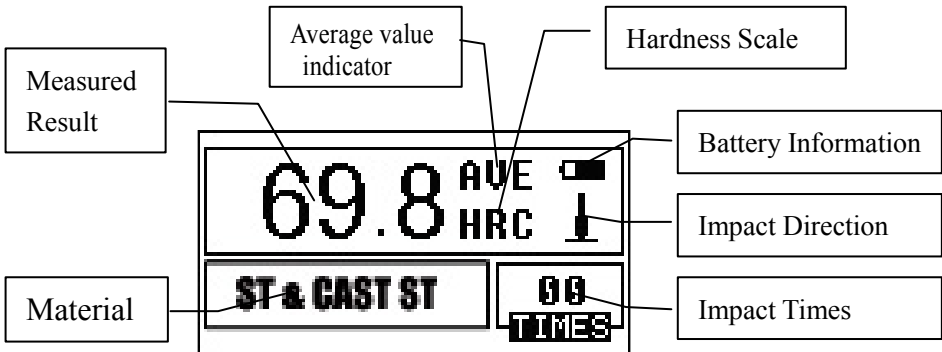 Average value
indicator
Hardness Scale
Measured
Result
Battery Information
69.8
AVE
HRC
Impact Direction
Material
ST & CAST ST
00
TIMES
Impact Times